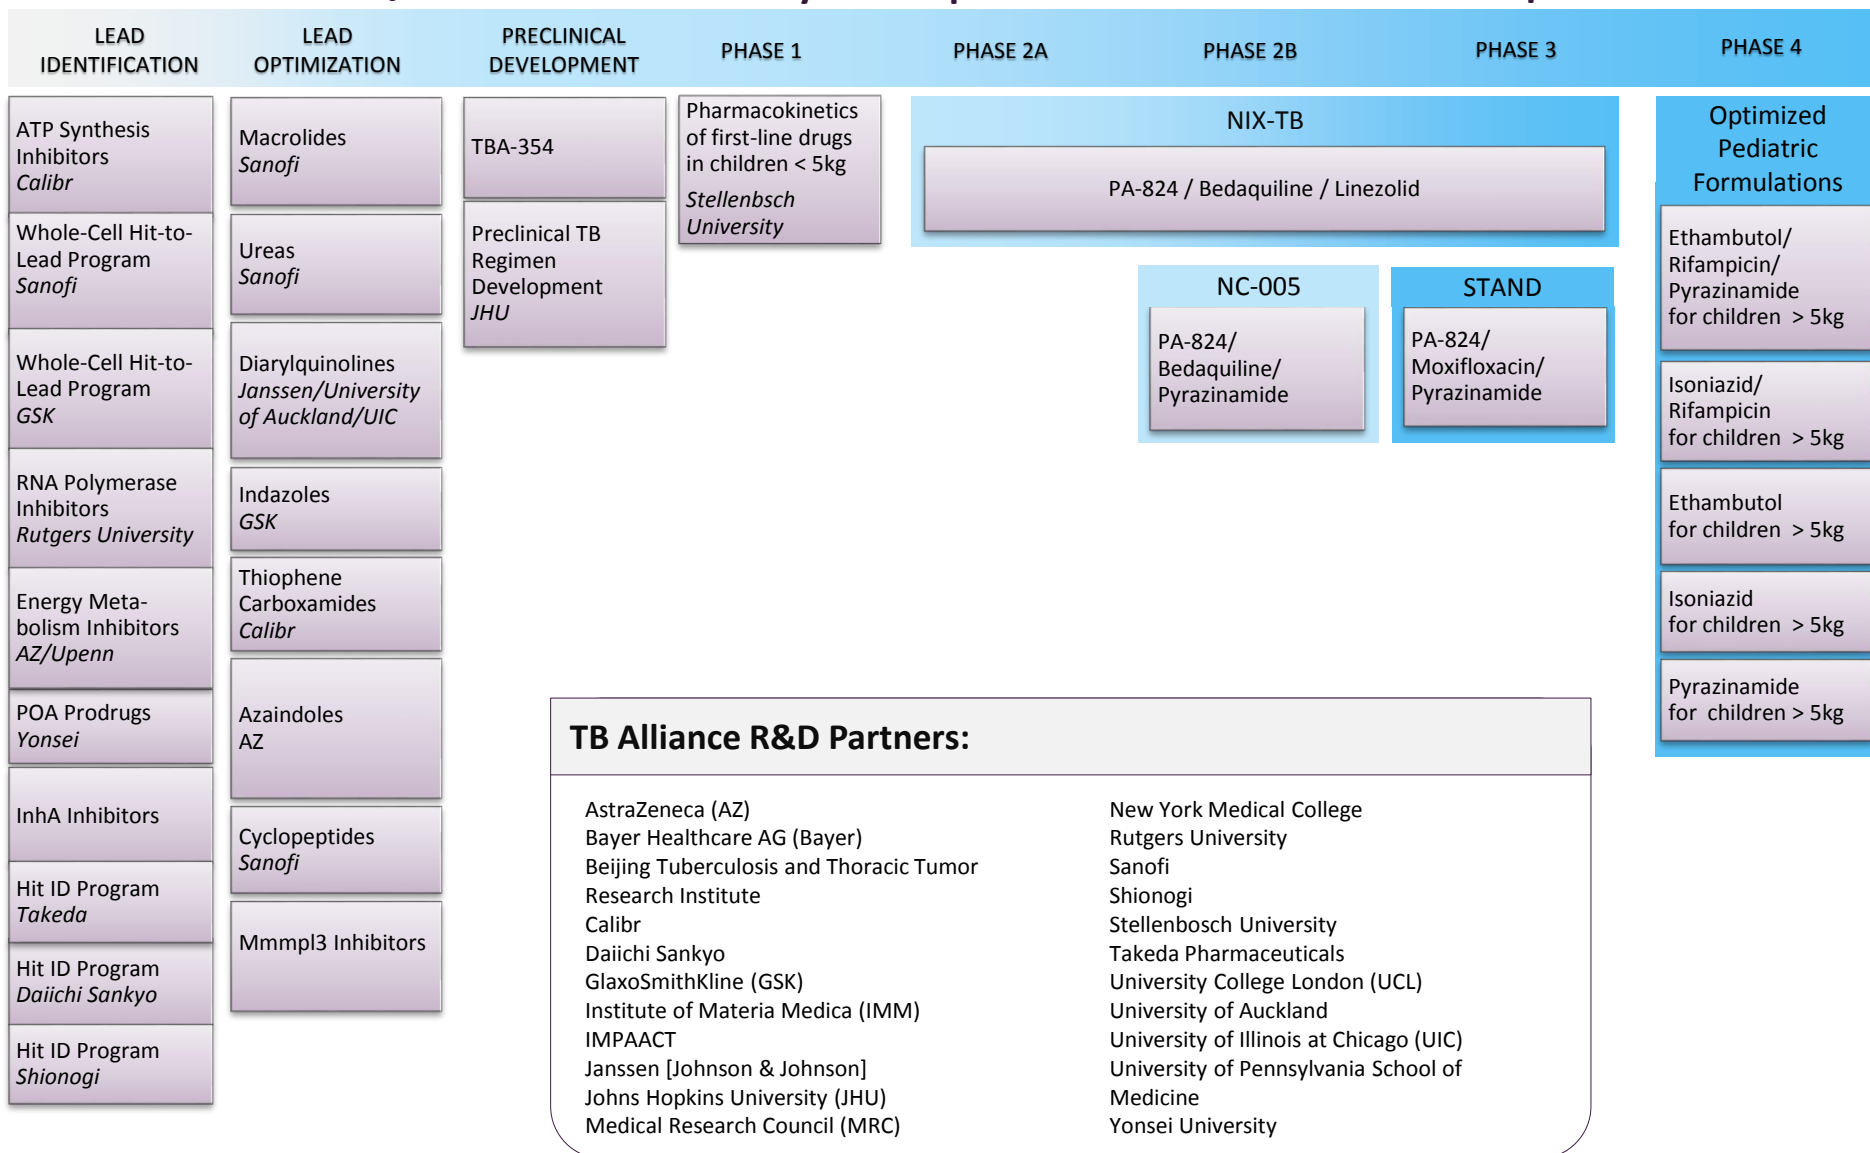 LEAD
IDENTIFICATION
LEAD
OPTIMIZATION
PRECLINICAL
DEVELOPMENT
PHASE 1
PHASE 2A
PHASE 2B
PHASE 3
PHASE 4
ATP Synthesis
Inhibitors
Calibr
Whole-Cell Hit-to-
Lead Program
Sanofi
Whole-Cell Hit-to-
Lead Program
GSK
RNA Polymerase
Inhibitors
Rutgers University
Energy Meta-
bolism Inhibitors
AZ/Upenn
POA Prodrugs
Yonsei
InhA Inhibitors
Hit ID Program
Takeda
Hit ID Program
Daiichi Sankyo
Hit ID Program
Shionogi
Macrolides
Sanofi
Ureas
Sanofi
Diarylquinolines
Janssen/University
of Auckland/UIC
Indazoles
GSK
Thiophene
Carboxamides
Calibr
Azaindoles
AZ
Cyclopeptides
Sanofi
Mmmpl3 Inhibitors
TBA-354
Preclinical TB
Regimen
Development
JHU
Pharmacokinetics
of first-line drugs
in children < 5kg
Stellenbsch
University
NIX-TB
PA-824 / Bedaquiline / Linezolid
NC-005
PA-824/
Bedaquiline/
Pyrazinamide
STAND
PA-824/
Moxifloxacin/
Pyrazinamide
Optimized
Pediatric
Formulations
Ethambutol/
Rifampicin/
Pyrazinamide
for children > 5kg
Isoniazid/
Rifampicin
for children > 5kg
Ethambutol
for children > 5kg
Isoniazid
for children > 5kg
Pyrazinamide
for children > 5kg
TB Alliance R&D Partners:
AstraZeneca (AZ)
Bayer Healthcare AG (Bayer)
Beijing Tuberculosis and Thoracic Tumor
Research Institute
Calibr
Daiichi Sankyo
GlaxoSmithKline (GSK)
Institute of Materia Medica (IMM)
IMPAACT
Janssen [Johnson & Johnson]
Johns Hopkins University (JHU)
Medical Research Council (MRC)
New York Medical College
Rutgers University
Sanofi
Shionogi
Stellenbosch University
Takeda Pharmaceuticals
University College London (UCL)
University of Auckland
University of Illinois at Chicago (UIC)
University of Pennsylvania School of
Medicine
Yonsei University